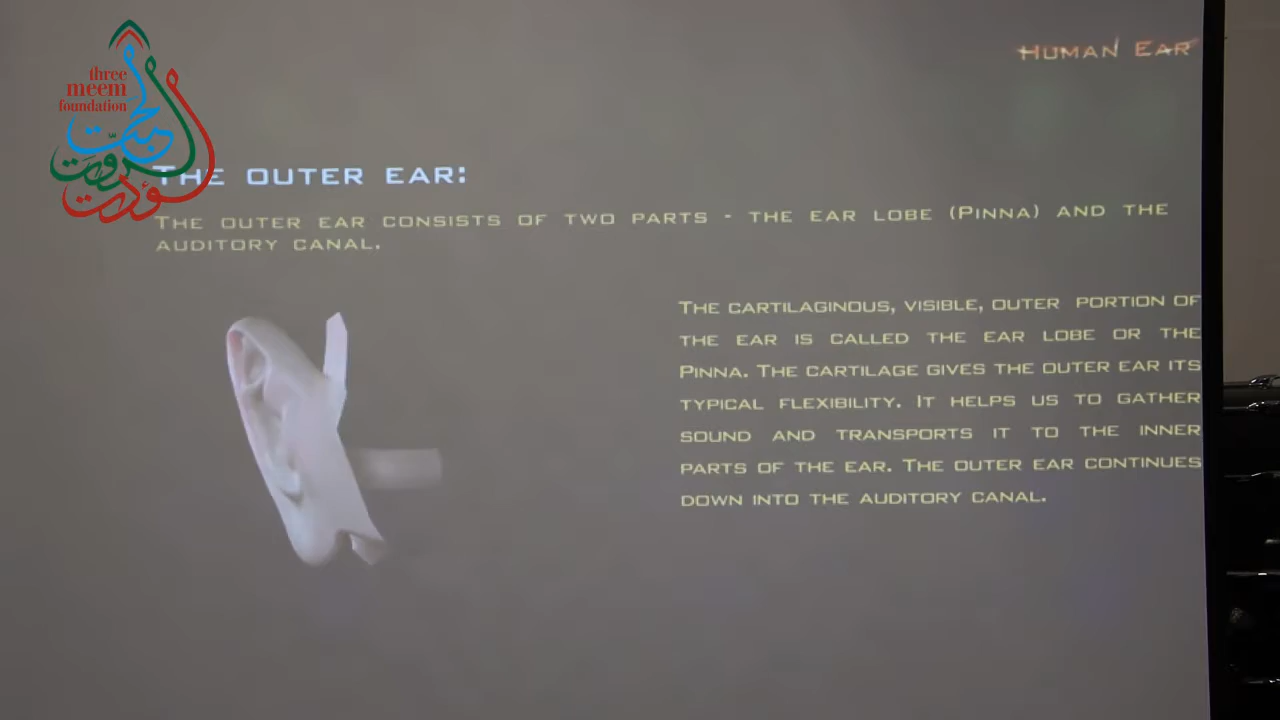 three
meem
foundation
محبت
مروّت
مؤدت
HUMAN EAR
THE OUTER EAR:
THE OUTER EAR CONSISTS OF TWO PARTS - THE EAR LOBE (PINNA) AND THE
AUDITORY CANAL.
THE CARTILAGINOUS, VISIBLE, OUTER PORTION OF
THE EAR IS CALLED THE EAR LOBE OR THE
PINNA. THE CARTILAGE GIVES THE OUTER EAR ITS
TYPICAL FLEXIBILITY. IT HELPS US TO GATHER
SOUND AND TRANSPORTS IT TO THE INNER
PARTS OF THE EAR. THE OUTER EAR CONTINUES
DOWN INTO THE AUDITORY CANAL.